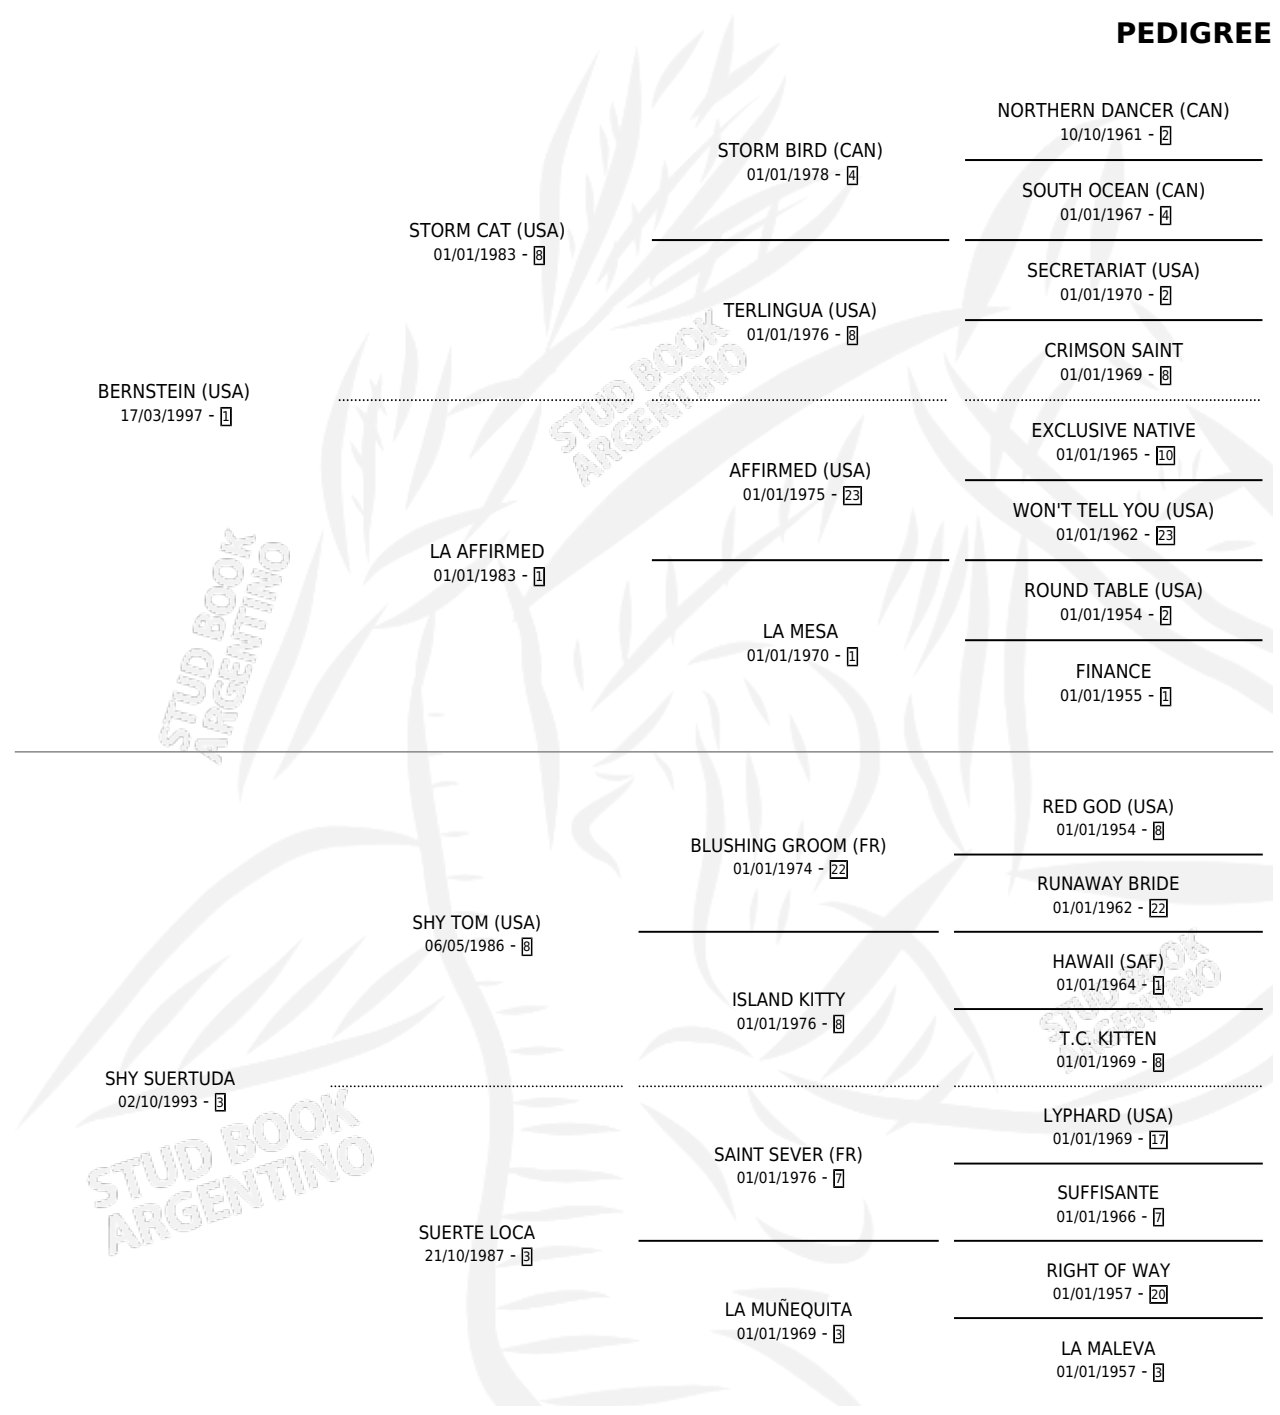 PEDIGREE
NORTHERN DANCER (CAN)
10/10/1961 - 2
STORM BIRD (CAN)
01/01/1978 - 4
SOUTH OCEAN (CAN)
01/01/1967 - 4
STORM CAT (USA)
01/01/1983 - 8
SECRETARIAT (USA)
01/01/1970 - 2
TERLINGUA (USA)
01/01/1976 - 8
CRIMSON SAINT
01/01/1969 - 8
BERNSTEIN (USA)
17/03/1997 - 1
EXCLUSIVE NATIVE
01/01/1965 - 10
AFFIRMED (USA)
01/01/1975 - 23
WON'T TELL YOU (USA)
01/01/1962 - 23
LA AFFIRMED
01/01/1983 - 1
ROUND TABLE (USA)
01/01/1954 - 2
LA MESA
01/01/1970 - 1
FINANCE
01/01/1955 - 1
RED GOD (USA)
01/01/1954 - 8
BLUSHING GROOM (FR)
01/01/1974 - 22
RUNAWAY BRIDE
01/01/1962 - 22
SHY TOM (USA)
06/05/1986 - 8
HAWAII (SAF)
01/01/1964 - 1
ISLAND KITTY
01/01/1976 - 8
T.C. KITTEN
01/01/1969 - 8
SHY SUERTUDA
02/10/1993 - 3
LYPHARD (USA)
01/01/1969 - 17
SAINT SEVER (FR)
01/01/1976 - 7
SUFFISANTE
01/01/1966 - 7
SUERTE LOCA
21/10/1987 - 3
RIGHT OF WAY
01/01/1957 - 20
LA MUÑEQUITA
01/01/1969 - 3
LA MALEVA
01/01/1957 - 3
STUD BOOK
ARGENTINO
STUD BOOK
ARGENTINO
STUD BOOK
ARGENTINO
STUD BOOK
ARGENTINO